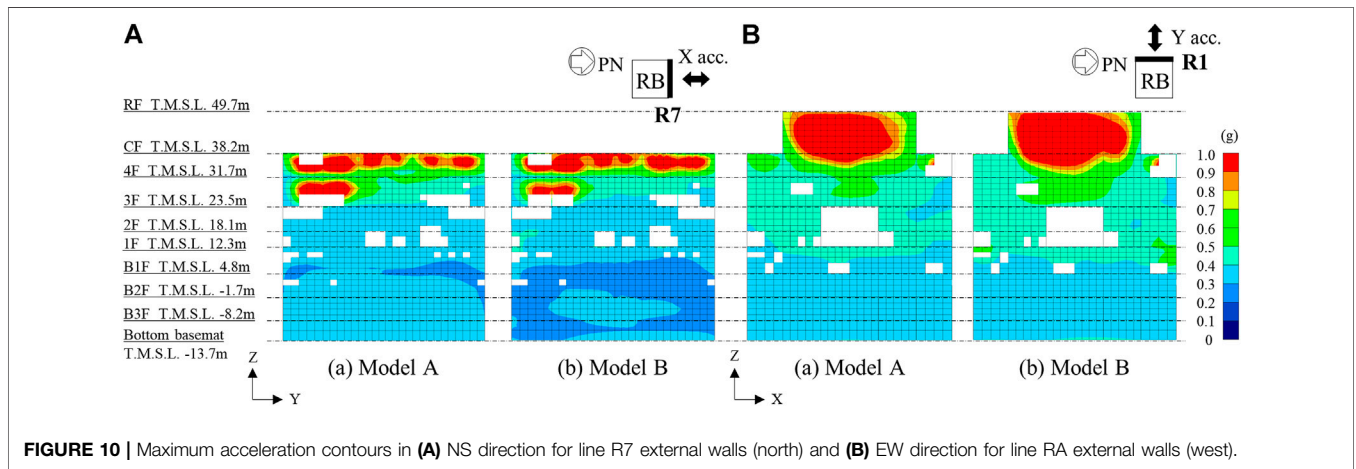 A
PN
RB
X acc.
R7
B
PN
RB
Y acc.
R1
RF T.M.S.L. 49.7m
CF T.M.S.L. 38.2m
4F T.M.S.L. 31.7m
3F T.M.S.L. 23.5m
2F T.M.S.L. 18.1m
1F T.M.S.L. 12.3m
B1F T.M.S.L. 4.8m
B2F T.M.S.L. -1.7m
B3F T.M.S.L. -8.2m
Bottom basemat
T.M.S.L. -13.7m
(g)
1.0
0.9
0.8
0.7
0.6
0.5
0.4
0.3
0.2
0.1
0
Z
Y
(a) Model A
(b) Model B
Z
X
(a) Model A
(b) Model B
FIGURE 10 | Maximum acceleration contours in (A) NS direction for line R7 external walls (north) and (B) EW direction for line RA external walls (west).